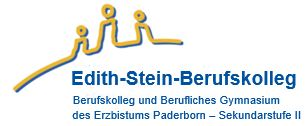 Edith-Stein-Berufskolleg
Berufskolleg und Berufliches Gymnasium
des Erzbistums Paderborn – Sekundarstufe II